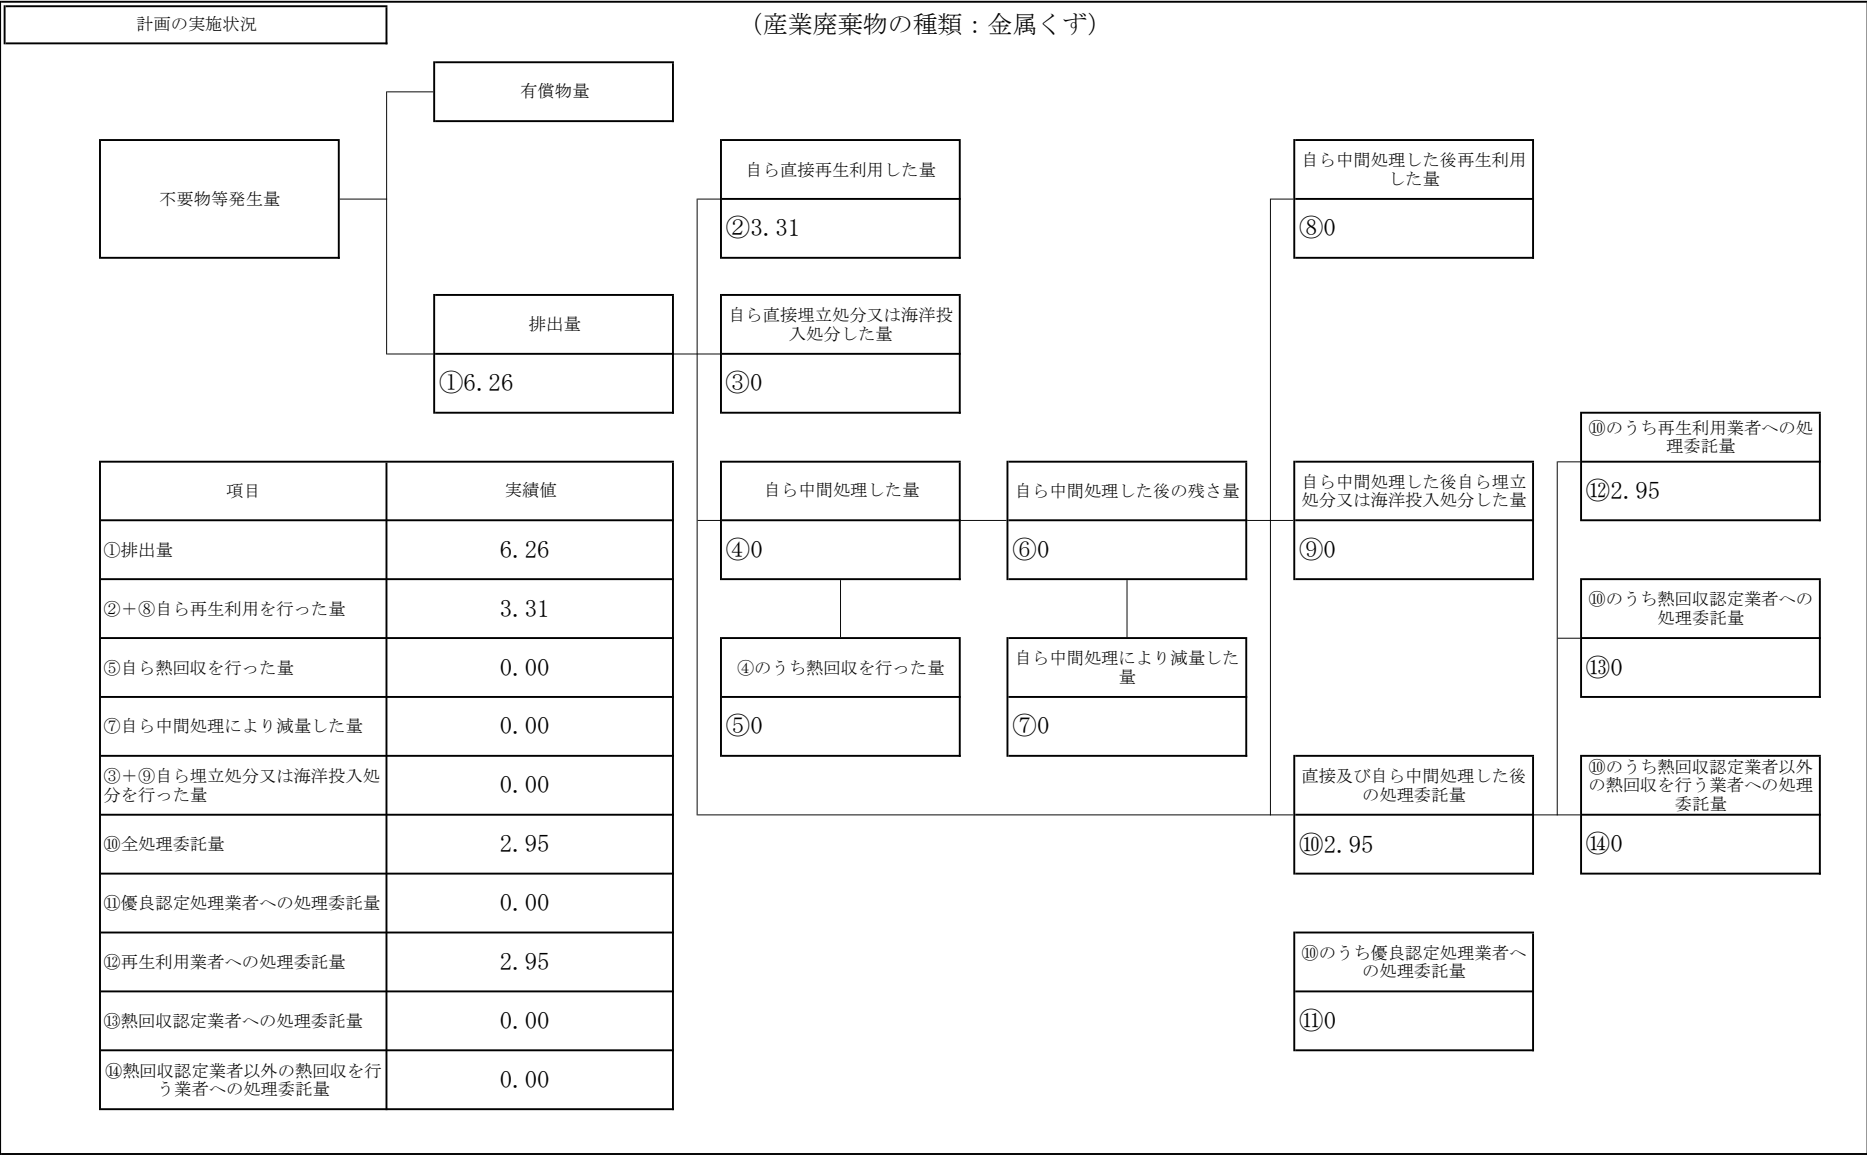 計画の実施状況
（産業廃棄物の種類：金属くず）
有償物量
不要物等発生量
自ら直接再生利用した量
②3.31
自ら中間処理した後再生利用
した量
⑧0
排出量
①6.26
自ら直接埋立処分又は海洋投
入処分した量
③0
⑩のうち再生利用業者への処
理委託量
⑫2.95
自ら中間処理した量
④0
自ら中間処理した後の残さ量
⑥0
自ら中間処理した後自ら埋立
処分又は海洋投入処分した量
⑨0
⑩のうち熱回収認定業者への
処理委託量
⑬0
④のうち熱回収を行った量
⑤0
自ら中間処理により減量した
量
⑦0
直接及び自ら中間処理した後
の処理委託量
⑩2.95
⑩のうち熱回収認定業者以外
の熱回収を行う業者への処理
委託量
⑭0
⑩のうち優良認定処理業者へ
の処理委託量
⑪0
項目 実績値
①排出量 6.26
②＋⑧自ら再生利用を行った量 3.31
⑤自ら熱回収を行った量 0.00
⑦自ら中間処理により減量した量 0.00
③＋⑨自ら埋立処分又は海洋投入処
分を行った量 0.00
⑩全処理委託量 2.95
⑪優良認定処理業者への処理委託量 0.00
⑫再生利用業者への処理委託量 2.95
⑬熱回収認定業者への処理委託量 0.00
⑭熱回収認定業者以外の熱回収を行
う業者への処理委託量 0.00